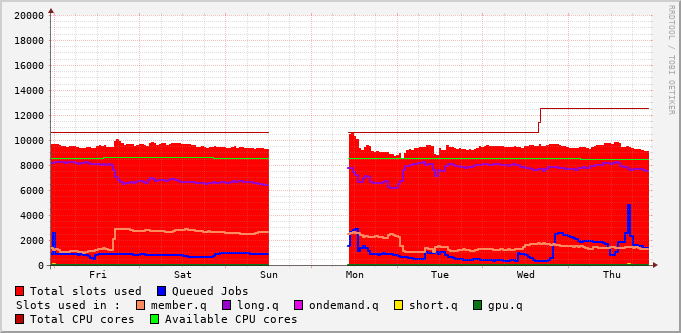 RRDTOOL / TOBI OETIKER
20000
18000
16000
14000
12000
10000
8000
6000
4000
2000
0
Fri Sat Sun Mon Tue Wed Thu
Total slots used Queued Jobs
Slots used in : member.q long.q ondemand.q short.q gpu.q
Total CPU cores Available CPU cores